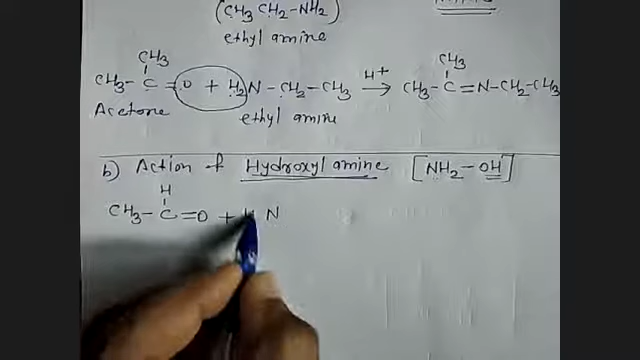 (CH3 CH2-NH2)
ethyl amine
CH3
CH3-C=O + H2N-CH2-CH3 H+→ CH3-C=N-CH2-CH3
CH3
Acetone
ethyl amine
b) Action of Hydroxyl amine [NH2-OH]
H
CH3-C=O + H N